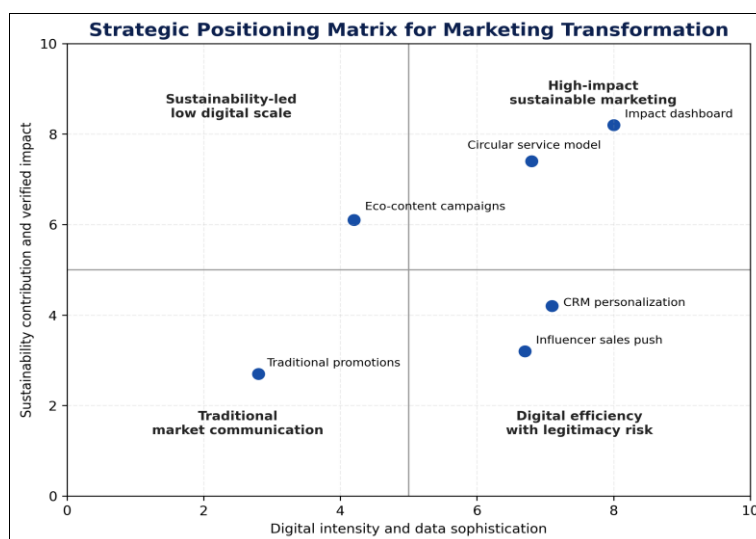 Strategic Positioning Matrix for Marketing Transformation
10
Sustainability-led
low digital scale
High-impact
sustainable marketing
Impact dashboard
8
Circular service model
Eco-content campaigns
6
Sustainability contribution and verified impact
CRM personalization
4
Influencer sales push
Traditional promotions
2
Traditional
market communication
Digital efficiency
with legitimacy risk
0
0 2 4 6 8 10
Digital intensity and data sophistication